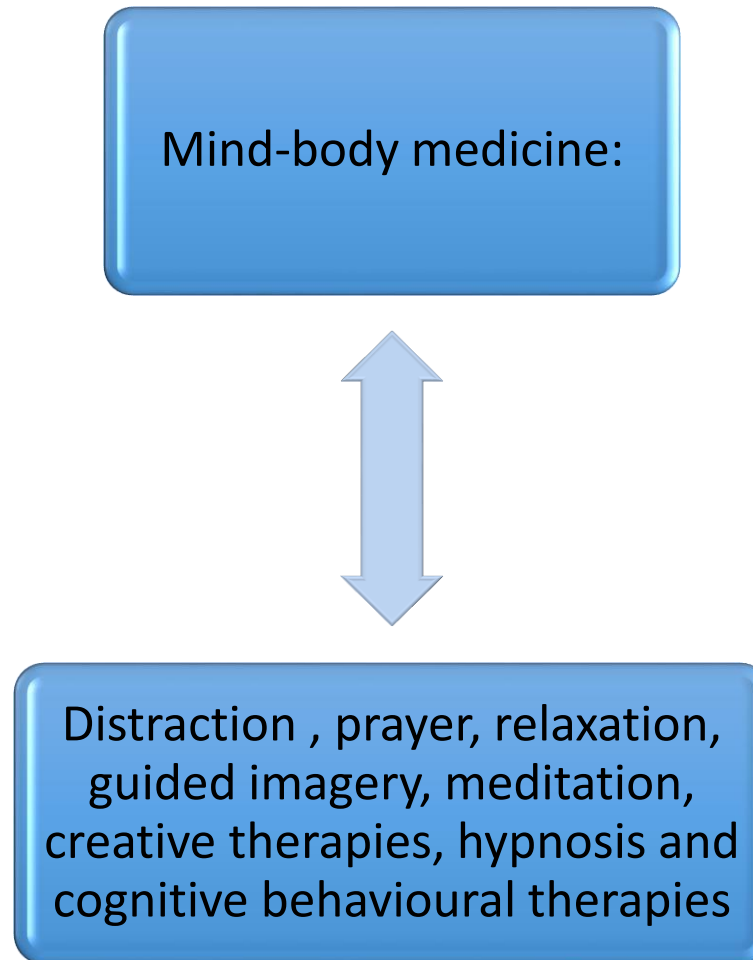 Mind-body medicine:
Distraction , prayer, relaxation,
guided imagery, meditation,
creative therapies, hypnosis and
cognitive behavioural therapies